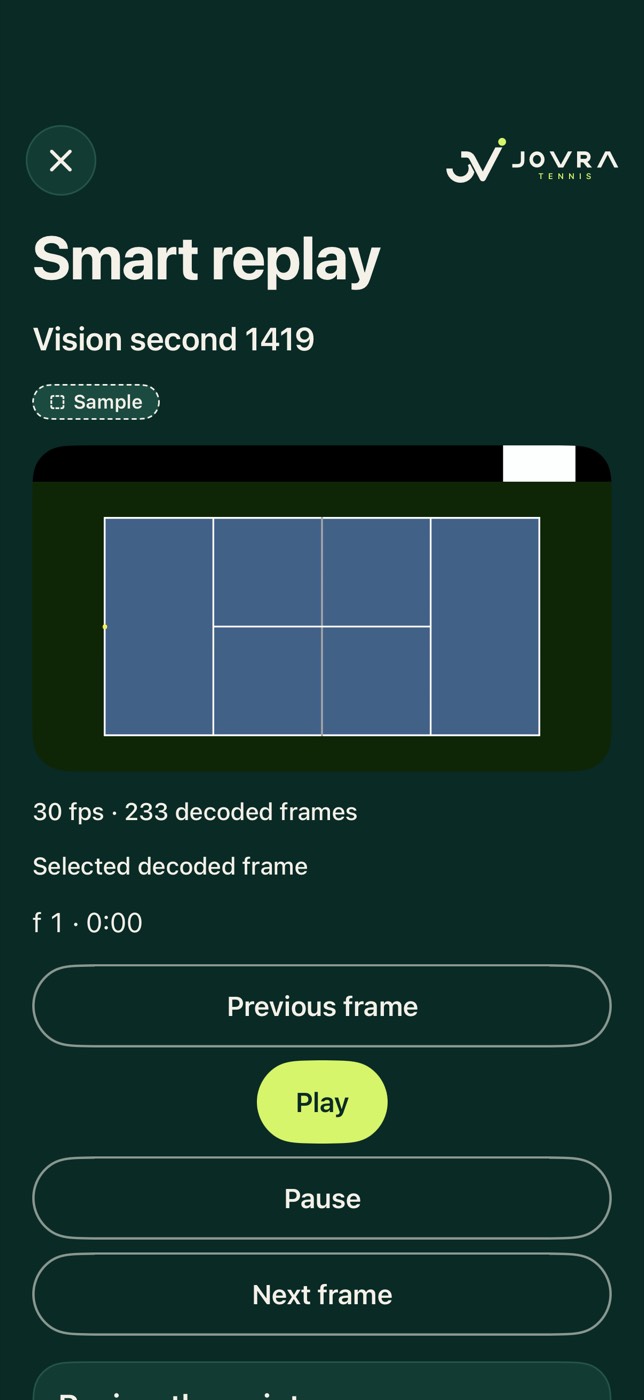 JOVRA
TENNIS
Smart replay
Vision second 1419
Sample
30 fps · 233 decoded frames
Selected decoded frame
f 1 · 0:00
Previous frame
Play
Pause
Next frame